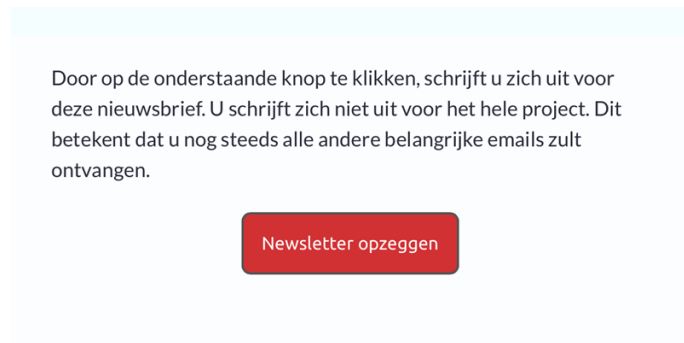 Door op de onderstaande knop te klikken, schrijft u zich uit voor
deze nieuwsbrief. U schrijft zich niet uit voor het hele project. Dit
betekent dat u nog steeds alle andere belangrijke emails zult
ontvangen.
Newsletter opzeggen